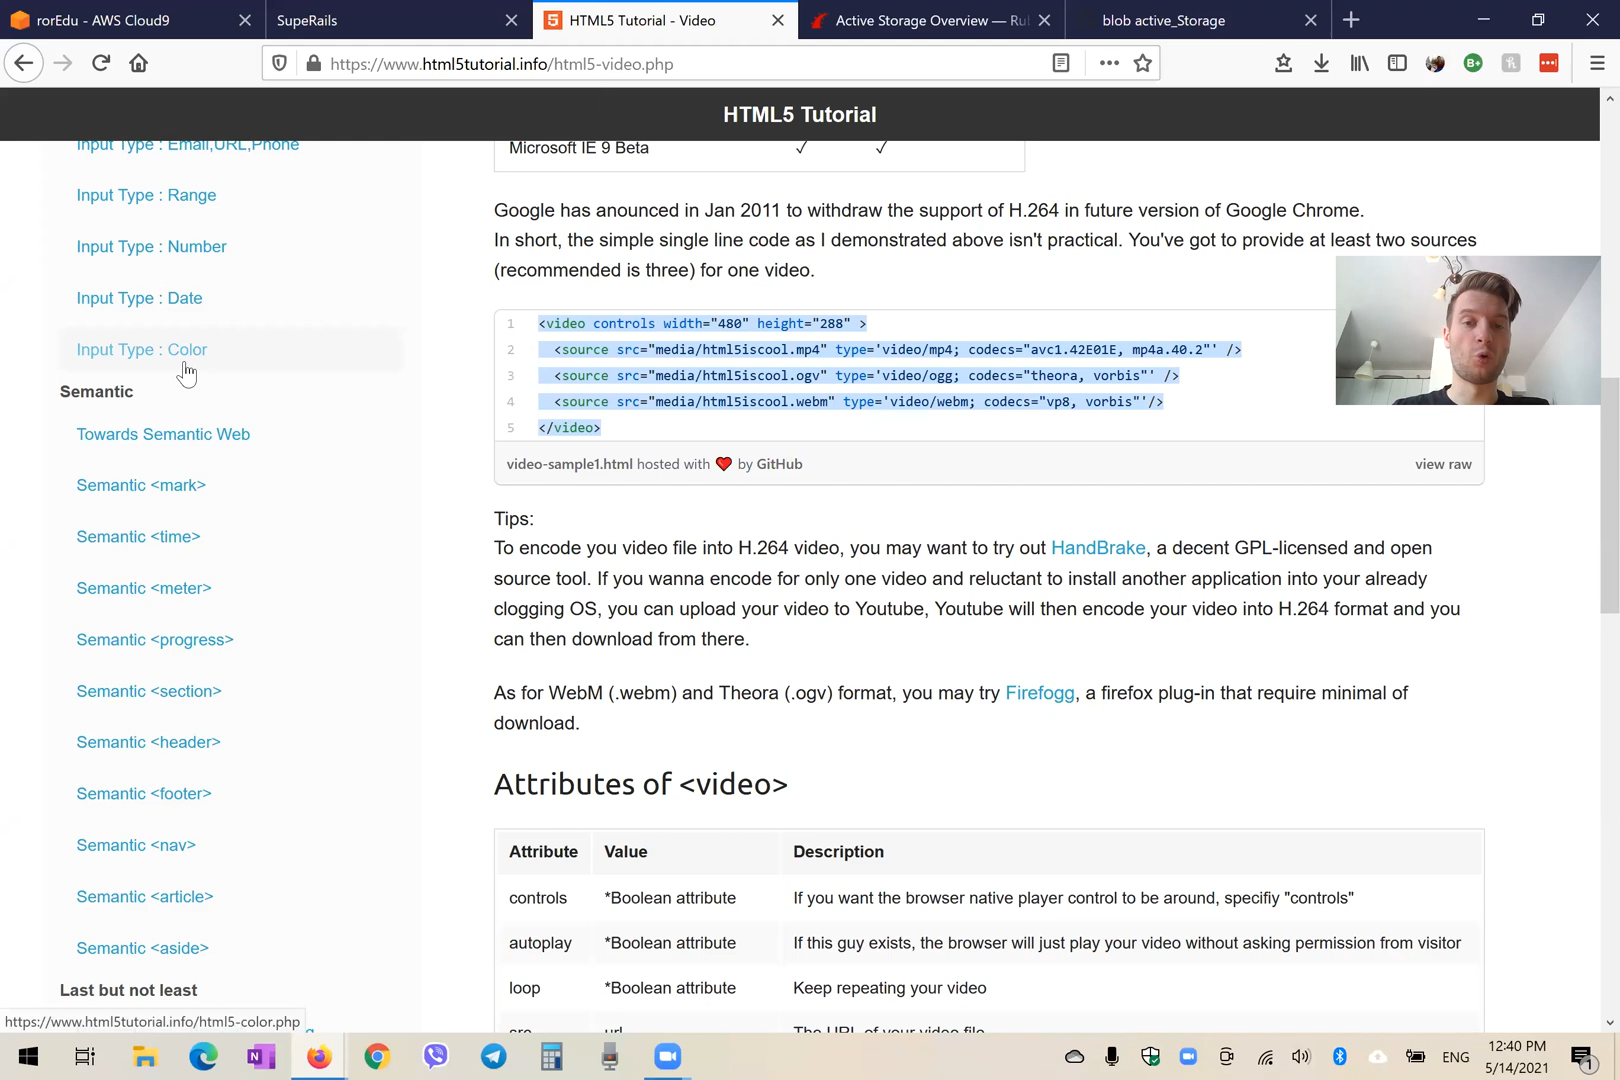 rorEdu - AWS Cloud9
SupeRails
HTML5 Tutorial - Video
Active Storage Overview — Ru
blob active_Storage
https://www.html5tutorial.info/html5-video.php
HTML5 Tutorial
Input Type : Email,URL,Phone
Input Type : Range
Input Type : Number
Input Type : Date
Input Type : Color
Semantic
Towards Semantic Web
Semantic <mark>
Semantic <time>
Semantic <meter>
Semantic <progress>
Semantic <section>
Semantic <header>
Semantic <footer>
Semantic <nav>
Semantic <article>
Semantic <aside>
Last but not least
https://www.html5tutorial.info/html5-color.php
Microsoft IE 9 Beta ✓ ✓
Google has anounced in Jan 2011 to withdraw the support of H.264 in future version of Google Chrome.
In short, the simple single line code as I demonstrated above isn't practical. You've got to provide at least two sources
(recommended is three) for one video.
1 <video controls width="480" height="288" >
2 <source src="media/html5iscool.mp4" type='video/mp4; codecs="avc1.42E01E, mp4a.40.2"' />
3 <source src="media/html5iscool.ogv" type='video/ogg; codecs="theora, vorbis"' />
4 <source src="media/html5iscool.webm" type='video/webm; codecs="vp8, vorbis"'/>
5 </video>
video-sample1.html hosted with ❤ by GitHub
view raw
Tips:
To encode you video file into H.264 video, you may want to try out HandBrake, a decent GPL-licensed and open
source tool. If you wanna encode for only one video and reluctant to install another application into your already
clogging OS, you can upload your video to Youtube, Youtube will then encode your video into H.264 format and you
can then download from there.
As for WebM (.webm) and Theora (.ogv) format, you may try Firefogg, a firefox plug-in that require minimal of
download.
Attributes of <video>
Attribute Value Description
controls *Boolean attribute If you want the browser native player control to be around, specifiy "controls"
autoplay *Boolean attribute If this guy exists, the browser will just play your video without asking permission from visitor
loop *Boolean attribute Keep repeating your video
src url The URL of your video file
ENG
12:40 PM
5/14/2021
1